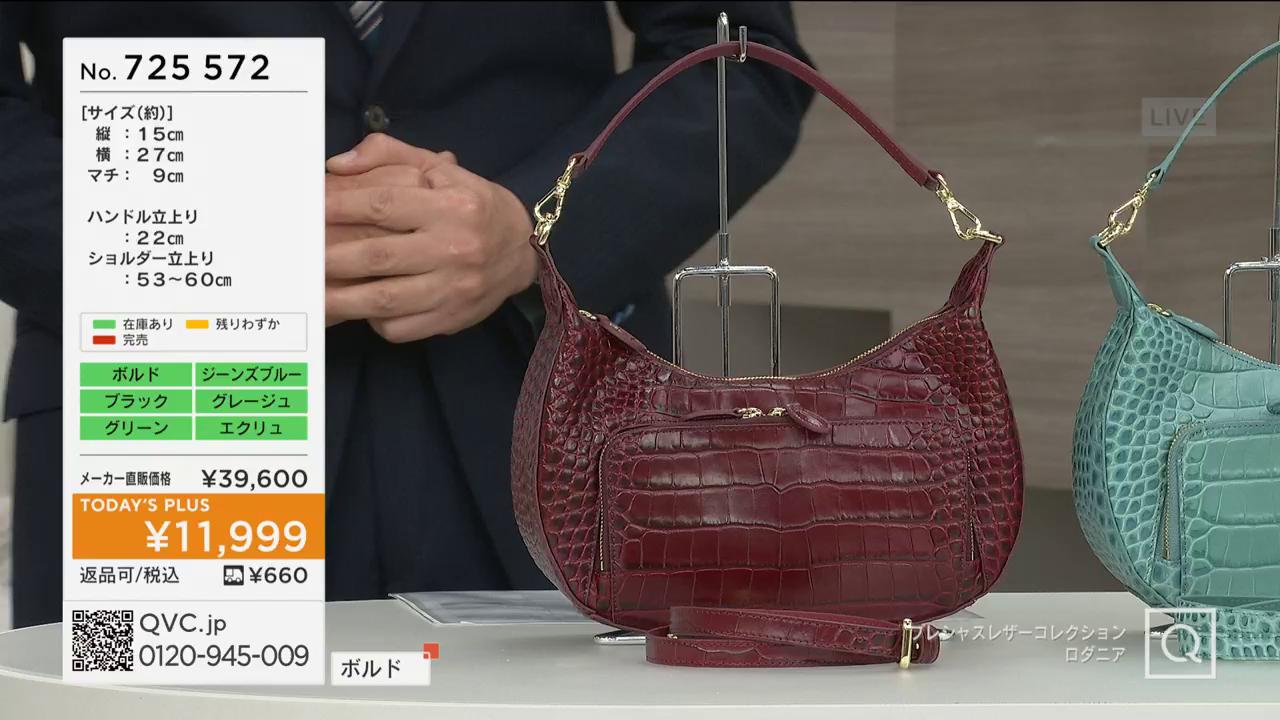 No. 725 572
[サイズ(約)]
縦 : 15㎝
横 : 27㎝
マチ : 9㎝
ハンドル立上り
: 22㎝
ショルダー立上り
: 53~60㎝
在庫あり 残りわずか
完売
ボルド ジーンズブルー
ブラック グレージュ
グリーン エクリュ
メーカー直販価格 ¥39,600
TODAY'S PLUS
¥11,999
返品可/税込 ¥660
QVC.jp
0120-945-009
ボルド
LIVE
プレシャスレザーコレクション
ロダニア
Q